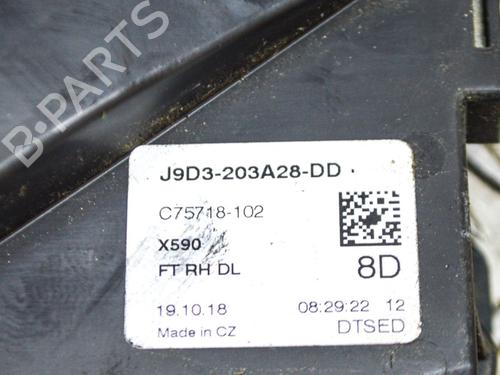 B-PARTS
J9D3-203A28-DD
C75718-102
X590
FT RH DL
8D
19.10.18 08:29:22 12
Made in CZ DTSED